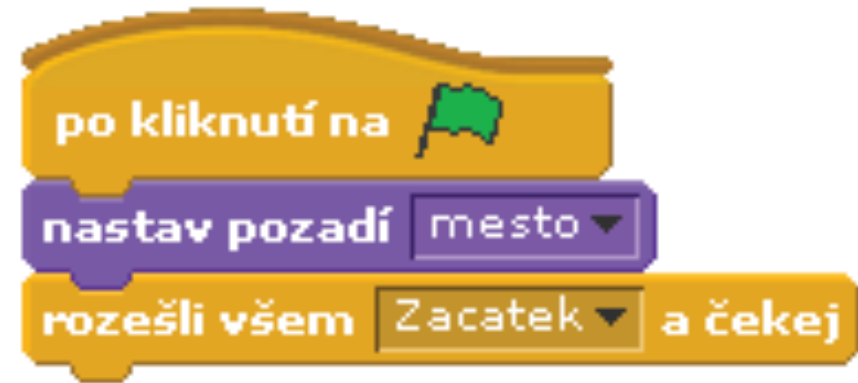 po kliknutí na
nastav pozadí mesto
rozešli všem Zacatek a čekej